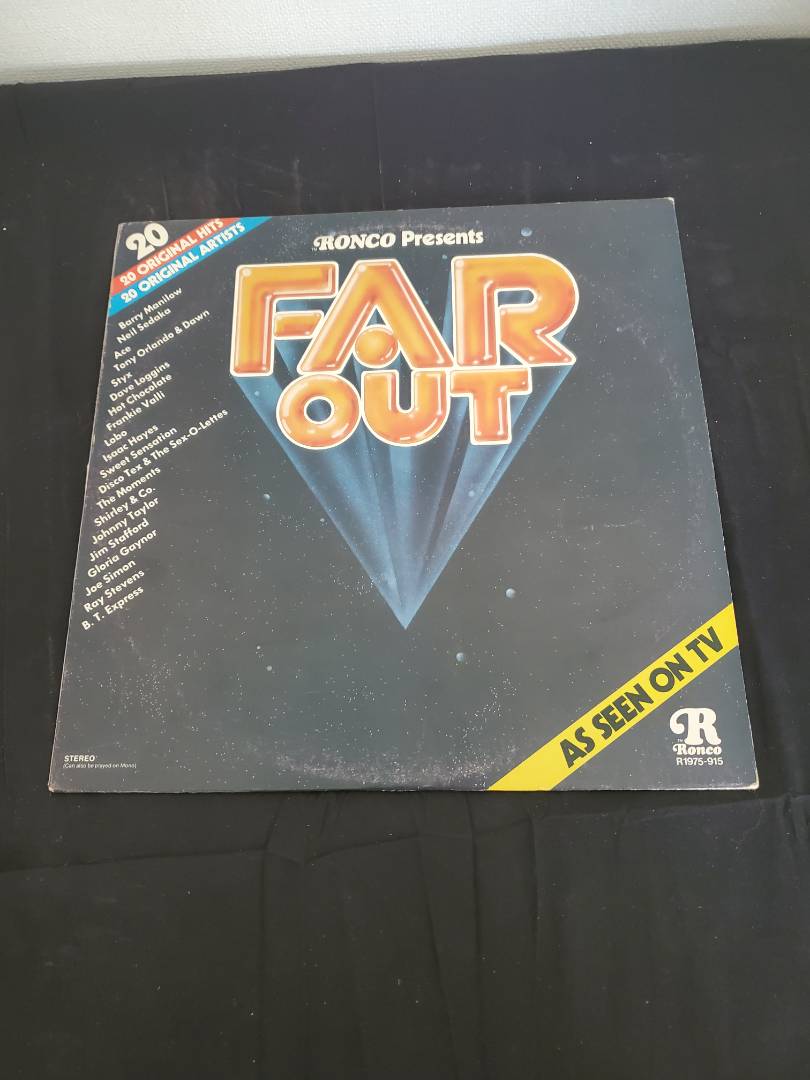 20
20 ORIGINAL HITS
20 ORIGINAL ARTISTS
™RONCO Presents
FAR
OUT
Barry Manilow
Neil Sedaka
Ace
Tony Orlando & Dawn
Styx
Dave Loggins
Hot Chocolate
Frankie Valli
Lobo
Isaac Hayes
Sweet Sensation
Disco Tex & The Sex-O-Lettes
The Moments
Shirley & Co.
Johnny Taylor
Jim Stafford
Gloria Gaynor
Joe Simon
Ray Stevens
B. T. Express
STEREO
(Can also be played on Mono)
AS SEEN ON TV
R
™
Ronco
R1975-915